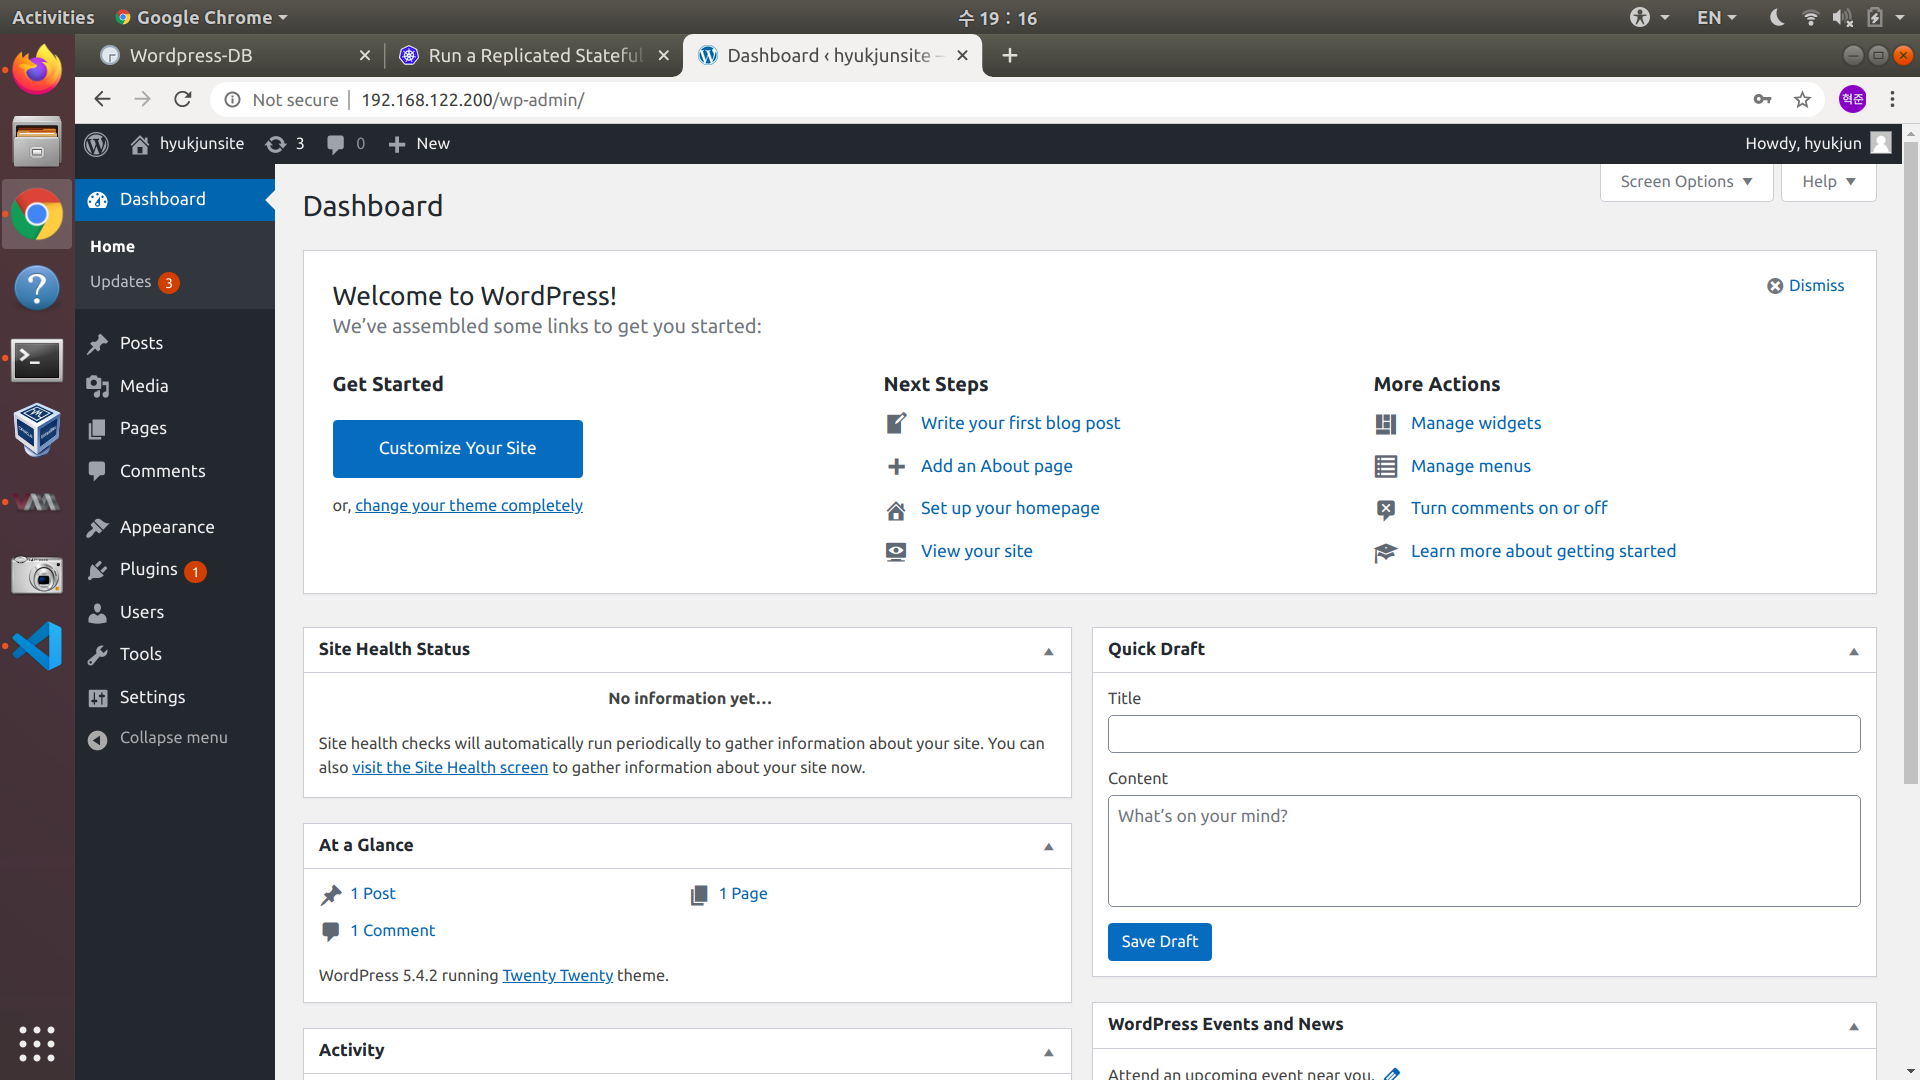 Activities
Google Chrome
수 19 : 16
EN
Wordpress-DB
Run a Replicated Stateful
Dashboard ‹ hyukjunsite –
Not secure
192.168.122.200/wp-admin/
혁준
hyukjunsite
3
0
New
Howdy, hyukjun
Dashboard
Home
Updates 3
Posts
Media
Pages
Comments
Appearance
Plugins 1
Users
Tools
Settings
Collapse menu
Screen Options
Help
Dashboard
Welcome to WordPress!
We’ve assembled some links to get you started:
Dismiss
Get Started
Customize Your Site
or, change your theme completely
Next Steps
Write your first blog post
Add an About page
Set up your homepage
View your site
More Actions
Manage widgets
Manage menus
Turn comments on or off
Learn more about getting started
Site Health Status
No information yet…
Site health checks will automatically run periodically to gather information about your site. You can
also visit the Site Health screen to gather information about your site now.
At a Glance
1 Post
1 Page
1 Comment
WordPress 5.4.2 running Twenty Twenty theme.
Activity
Quick Draft
Title
Content
What’s on your mind?
Save Draft
WordPress Events and News
Attend an upcoming event near you.